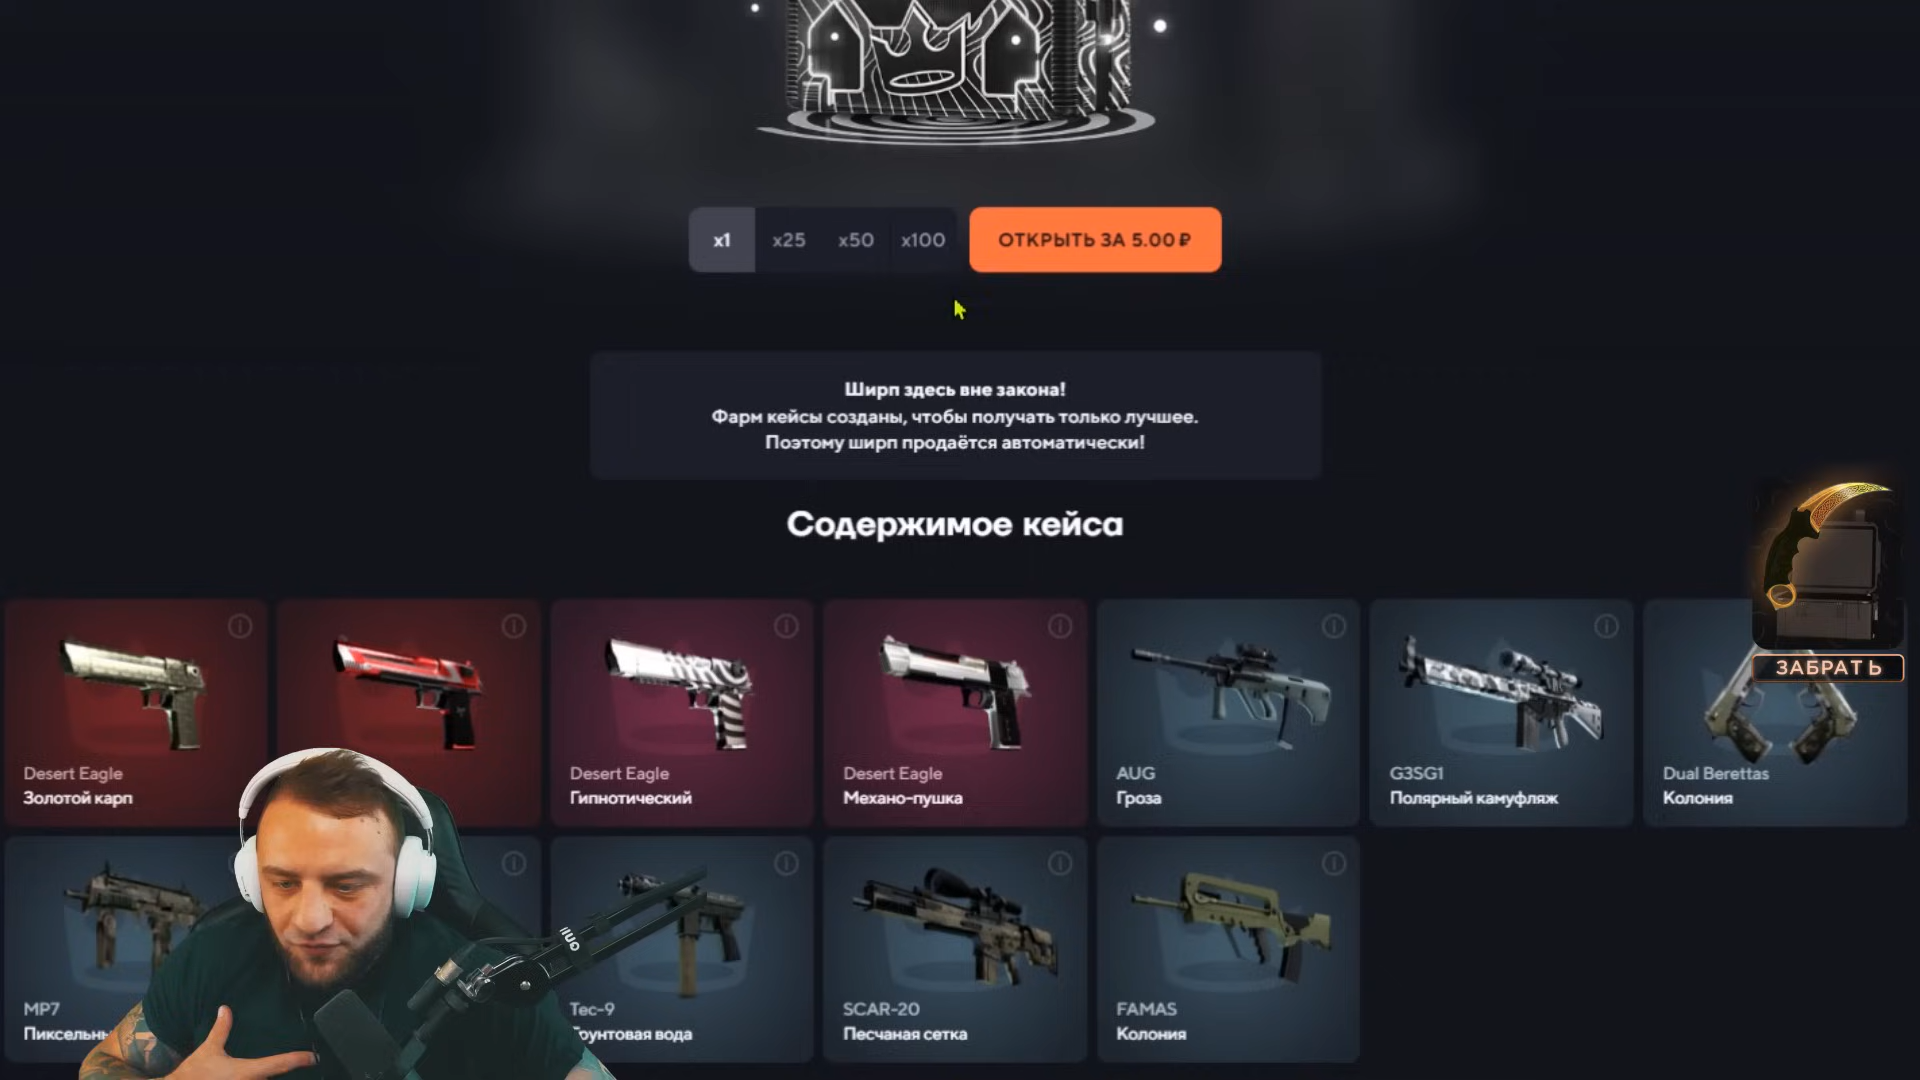 x1
x25
x50
x100
ОТКРЫТЬ ЗА 5.00 ₽
Ширп здесь вне закона!
Фарм кейсы созданы, чтобы получать только лучшее.
Поэтому ширп продаётся автоматически!
Содержимое кейса
ЗАБРАТЬ
Desert Eagle
Золотой карп
Desert Eagle
Гипнотический
Desert Eagle
Механо-пушка
AUG
Гроза
G3SG1
Полярный камуфляж
Dual Berettas
Колония
MP7
Tec-9
Грунтовая вода
SCAR-20
Песчаная сетка
FAMAS
Колония